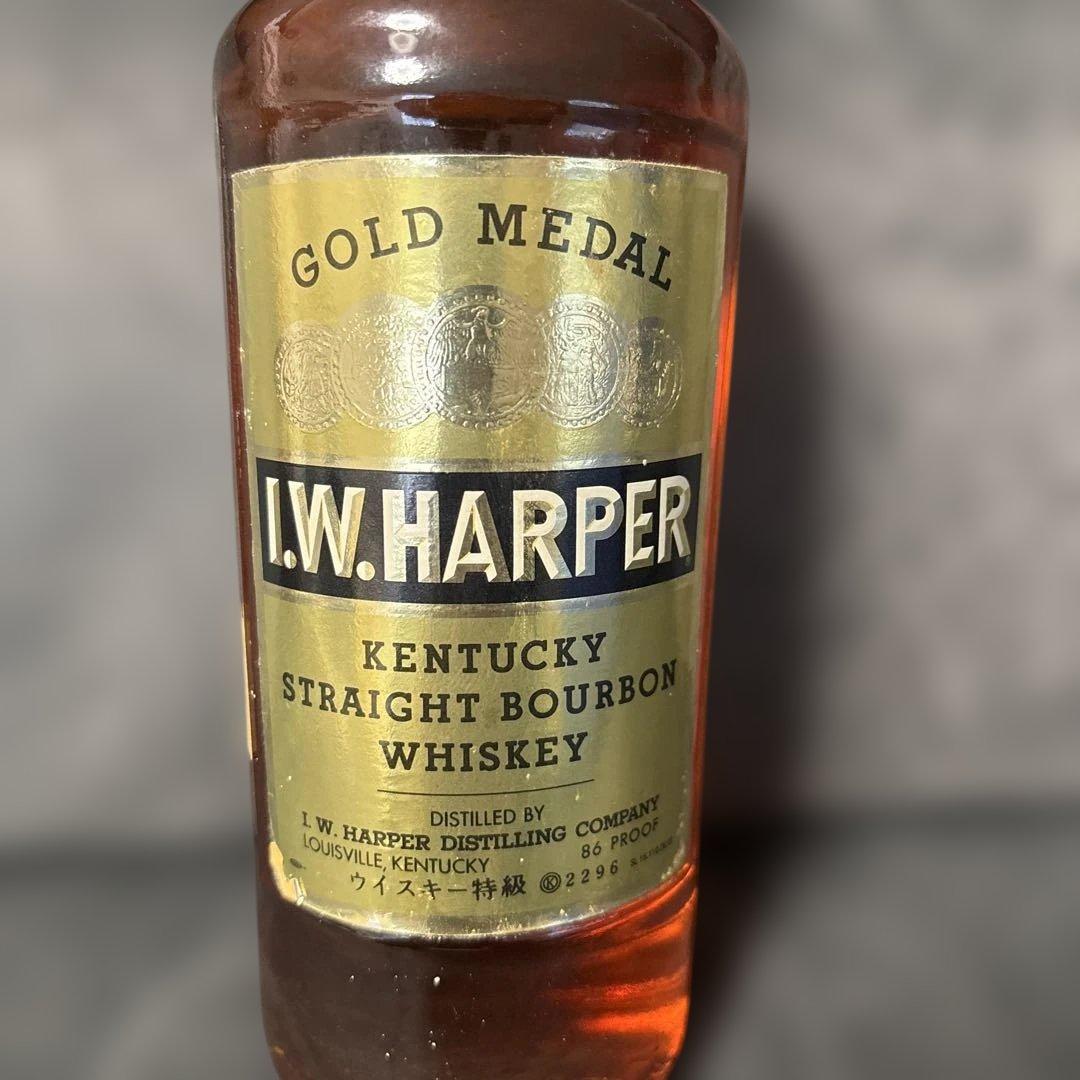 GOLD MEDAL
I.W.HARPER
KENTUCKY
STRAIGHT BOURBON
WHISKEY
DISTILLED BY
I. W. HARPER DISTILLING COMPANY
LOUISVILLE, KENTUCKY 86 PROOF
ウイスキー特級 Ⓚ2296